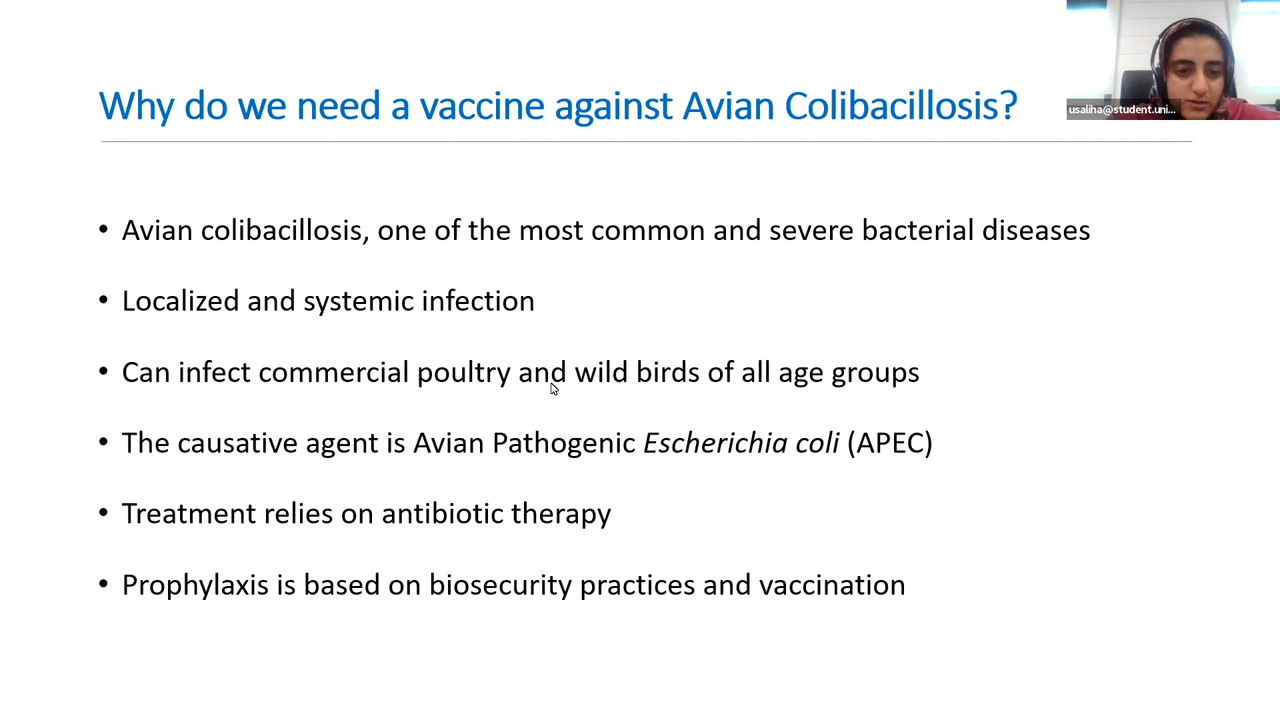 Why do we need a vaccine against Avian Colibacillosis?
usaliha@student.uni...
• Avian colibacillosis, one of the most common and severe bacterial diseases
• Localized and systemic infection
• Can infect commercial poultry and wild birds of all age groups
• The causative agent is Avian Pathogenic Escherichia coli (APEC)
• Treatment relies on antibiotic therapy
• Prophylaxis is based on biosecurity practices and vaccination